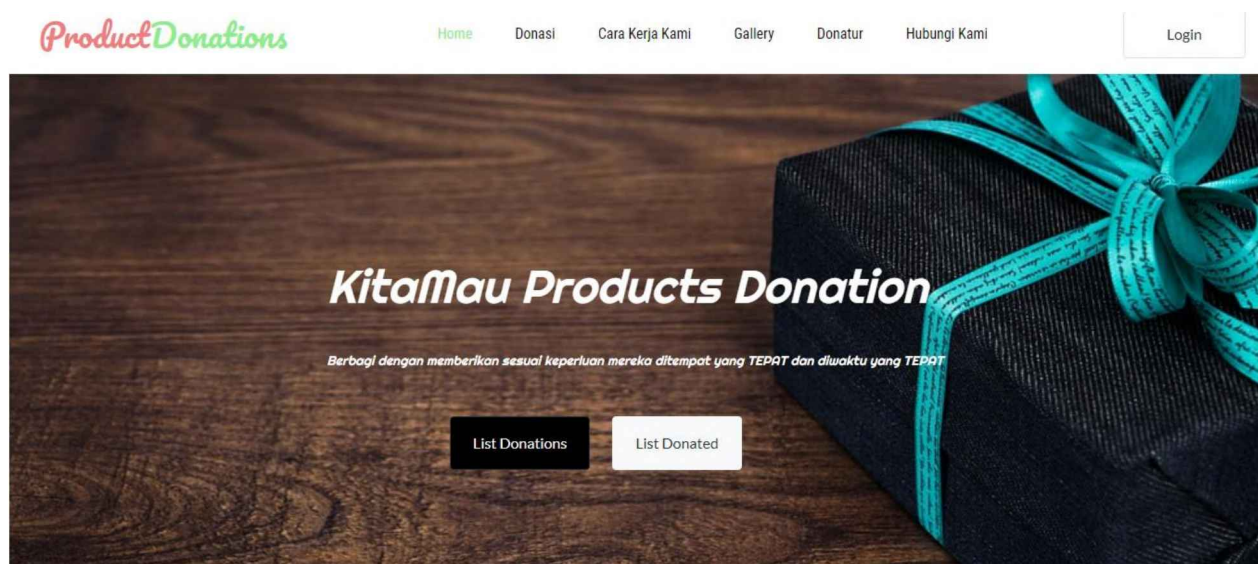 ProductDonations
Home Donasi Cara Kerja Kami Gallery Donatur Hubungi Kami Login
KitaMau Products Donation
Berbagi dengan memberikan sesuai keperluan mereka ditempat yang TEPAT dan diwaktu yang TEPAT
List Donations List Donated